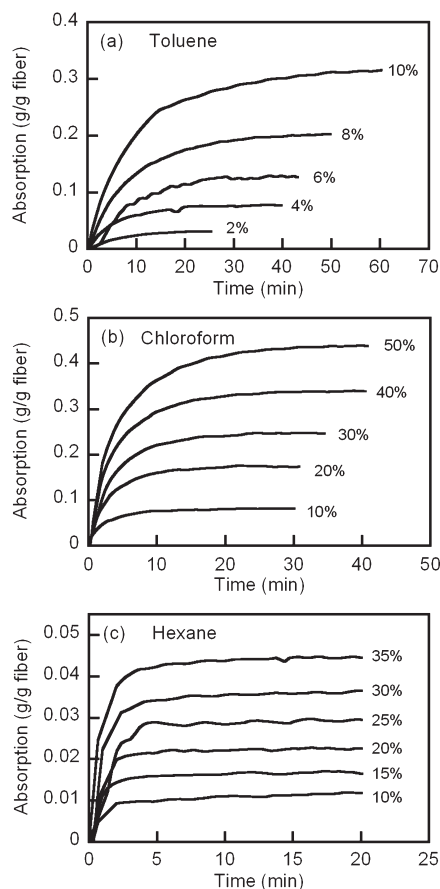 (a) Toluene
Absorption (g/g fiber)
0.4
0.3
0.2
0.1
0
10%
8%
6%
4%
2%
0 10 20 30 40 50 60 70
Time (min)
(b) Chloroform
Absorption (g/g fiber)
0.5
0.4
0.3
0.2
0.1
0
50%
40%
30%
20%
10%
0 10 20 30 40 50
Time (min)
(c) Hexane
Absorption (g/g fiber)
0.05
0.04
0.03
0.02
0.01
0
35%
30%
25%
20%
15%
10%
0 5 10 15 20 25
Time (min)